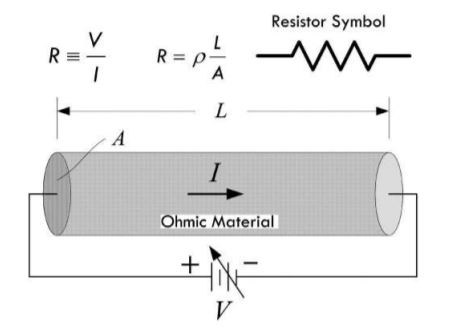 Resistor Symbol
R ≡ V / I
R = ρ L / A
L
A
I
Ohmic Material
+ −
V